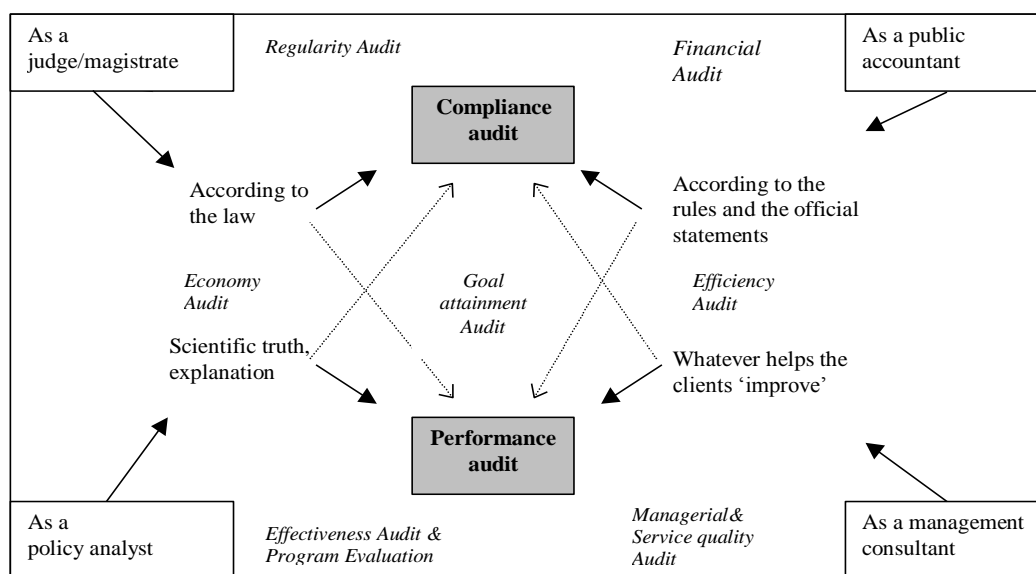 As a
judge/magistrate
Regularity Audit
Financial
Audit
As a public
accountant
Compliance
audit
According to
the law
According to the
rules and the official
statements
Economy
Audit
Goal
attainment
Audit
Efficiency
Audit
Scientific truth,
explanation
Whatever helps the
clients ‘improve’
Performance
audit
As a
policy analyst
Effectiveness Audit &
Program Evaluation
Managerial&
Service quality
Audit
As a management
consultant